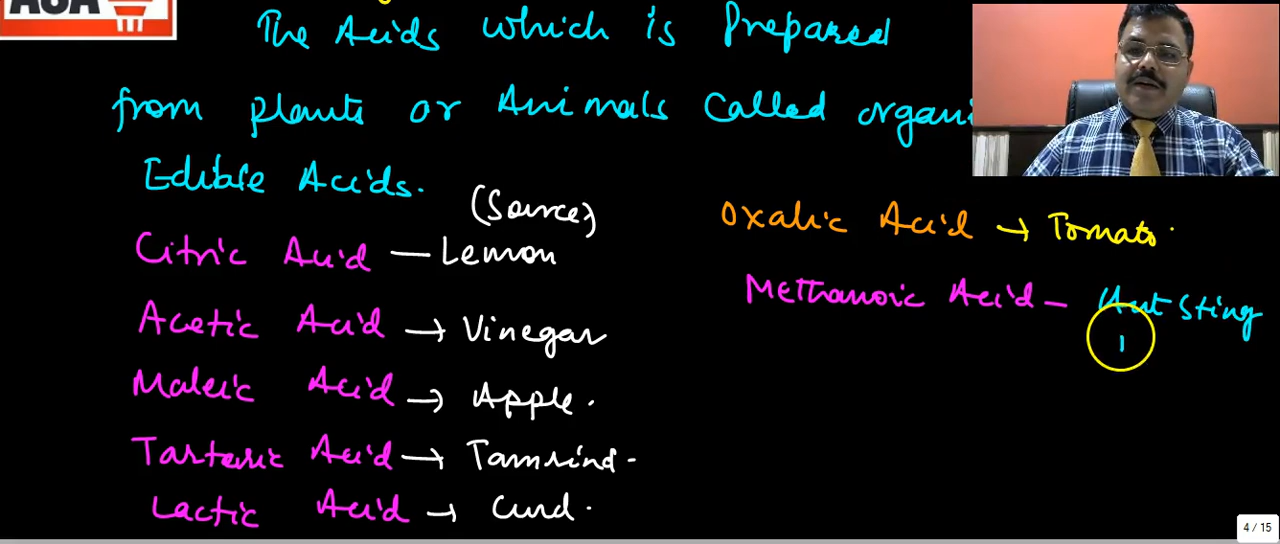 The Acids which is Prepared
from plants or Animals called organi
Edible Acids.
(Source)
Citric Acid — Lemon
Acetic Acid → Vinegar
Maleic Acid → Apple.
Tartaric Acid → Tamrind.
Lactic Acid → Curd.
Oxalic Acid → Tomato.
Methanoic Acid — Ant Sting
4 / 15